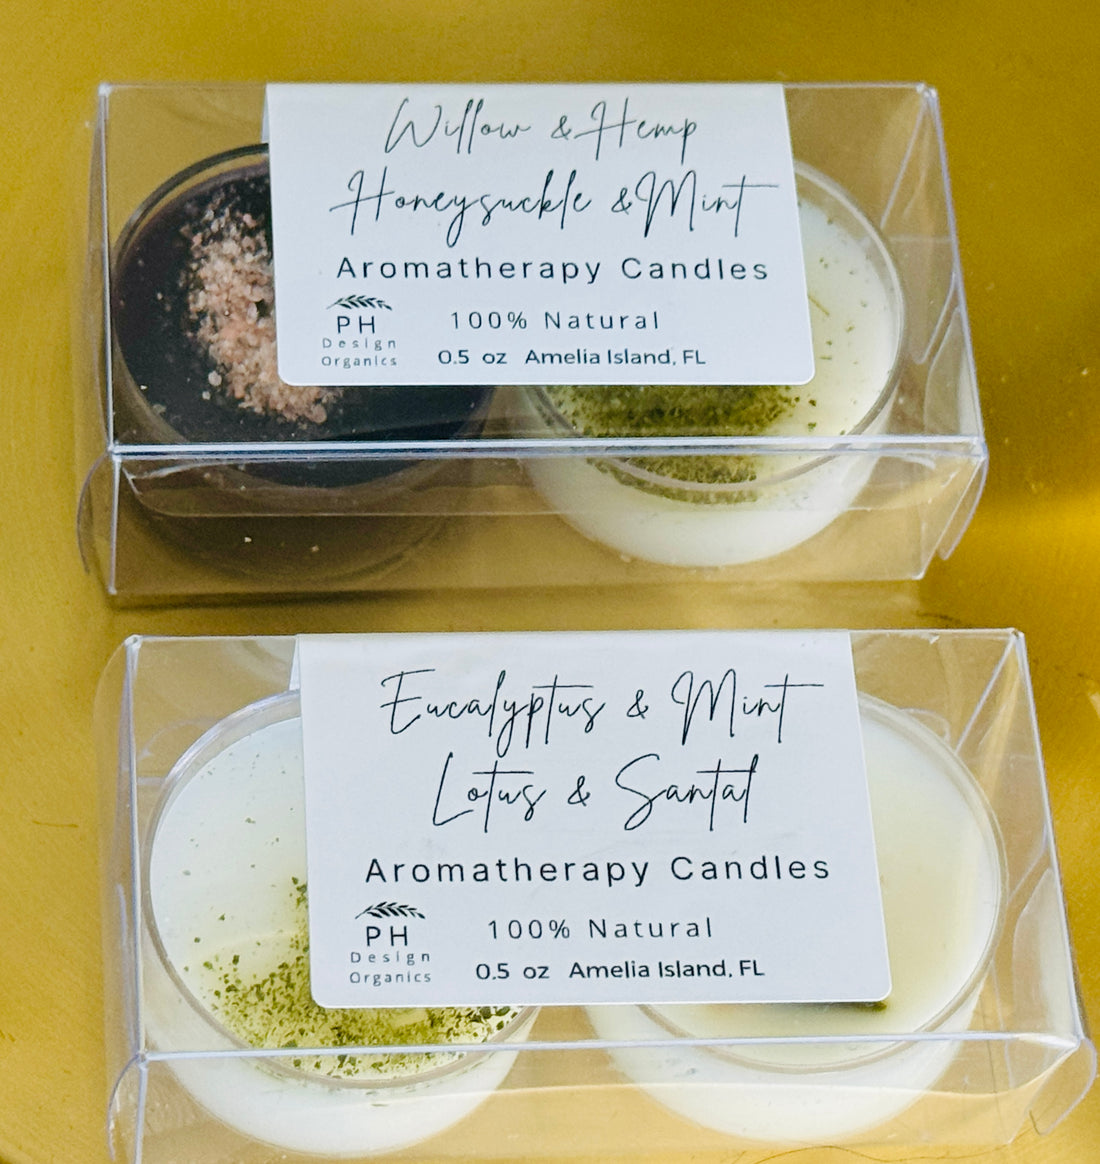 Willow & Hemp
Honeysuckle & Mint
Aromatherapy Candles
PH
Design
Organics
100% Natural
0.5 oz Amelia Island, FL
Eucalyptus & Mint
Lotus & Santal
Aromatherapy Candles
PH
Design
Organics
100% Natural
0.5 oz Amelia Island, FL